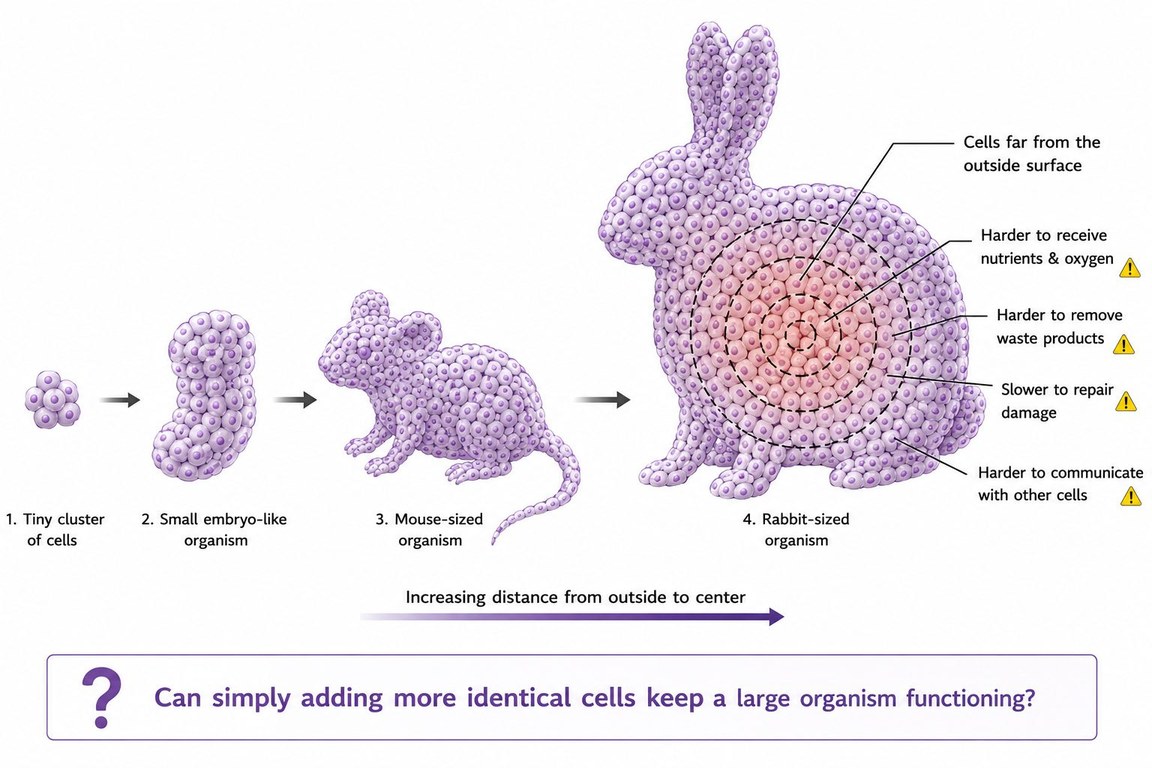 Cells far from the
outside surface
Harder to receive
nutrients & oxygen
Harder to remove
waste products
Slower to repair
damage
Harder to communicate
with other cells
1. Tiny cluster
of cells
2. Small embryo-like
organism
3. Mouse-sized
organism
4. Rabbit-sized
organism
Increasing distance from outside to center
? Can simply adding more identical cells keep a large organism functioning?